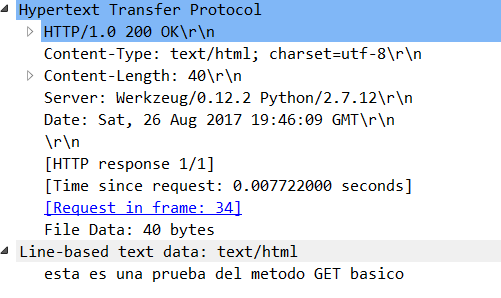 Hypertext Transfer Protocol
HTTP/1.0 200 OK\r\n
Content-Type: text/html; charset=utf-8\r\n
Content-Length: 40\r\n
Server: Werkzeug/0.12.2 Python/2.7.12\r\n
Date: Sat, 26 Aug 2017 19:46:09 GMT\r\n
\r\n
[HTTP response 1/1]
[Time since request: 0.007722000 seconds]
[Request in frame: 34]
File Data: 40 bytes
Line-based text data: text/html
esta es una prueba del metodo GET basico